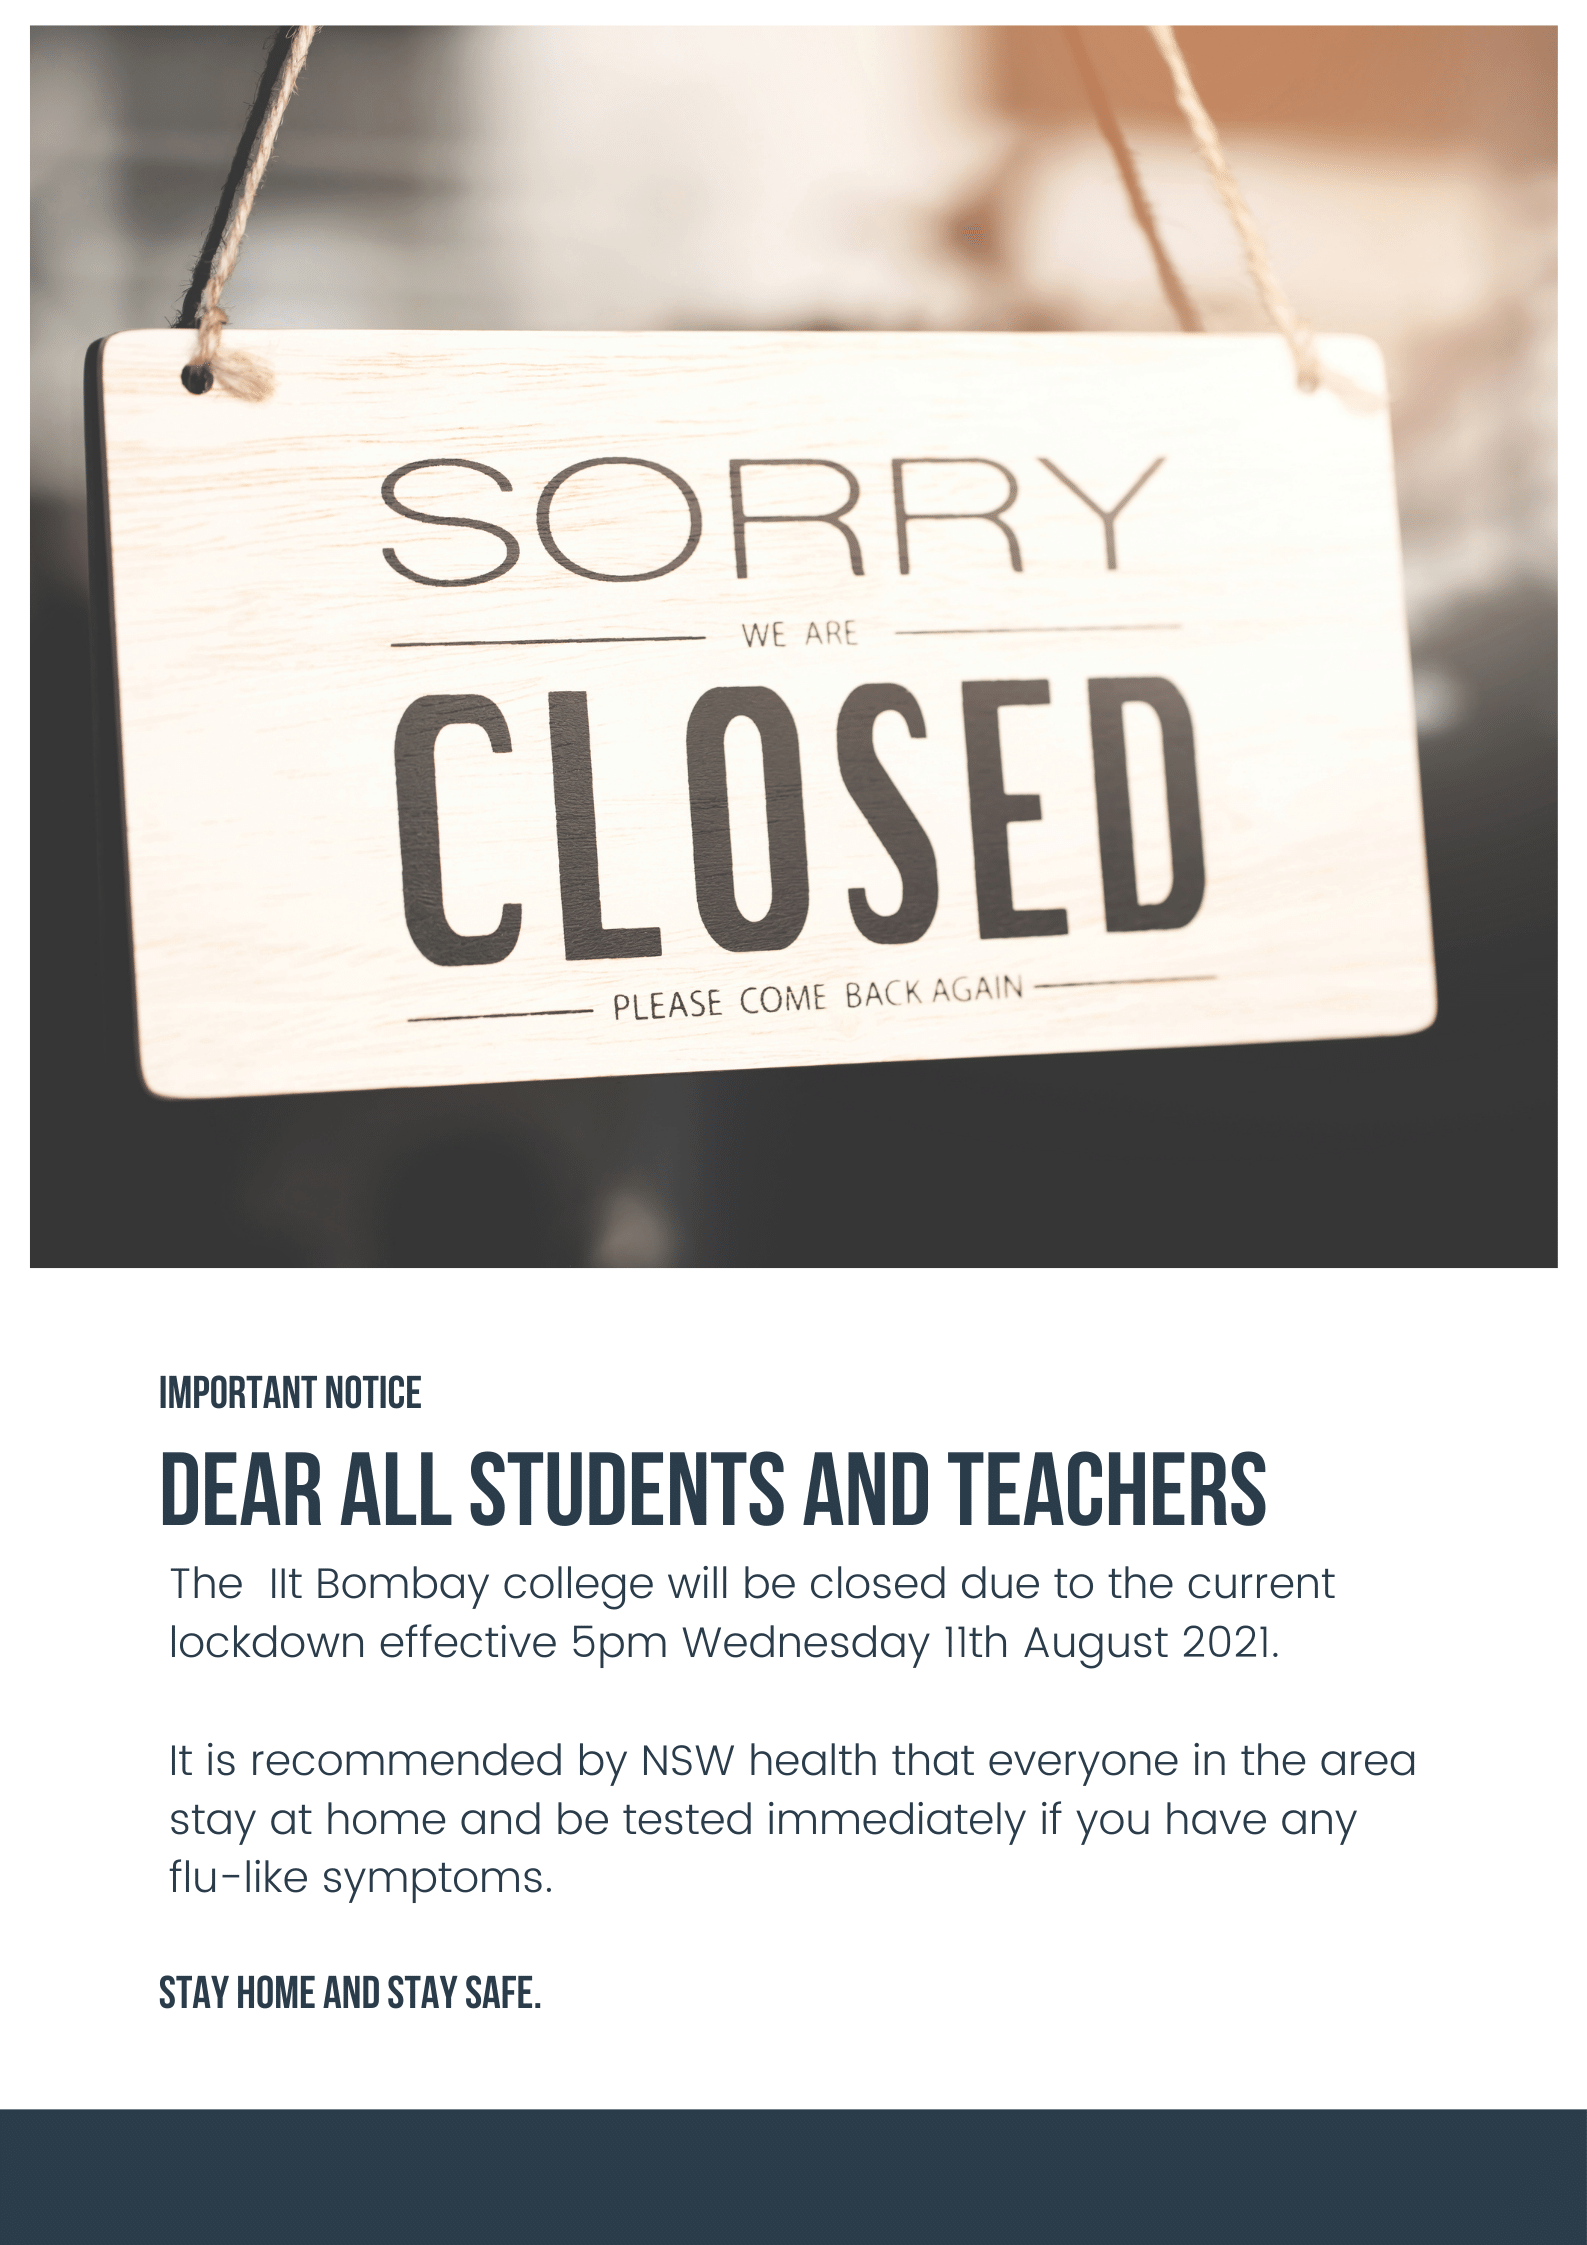 SORRY
WE ARE
CLOSED
PLEASE COME BACK AGAIN
IMPORTANT NOTICE
DEAR ALL STUDENTS AND TEACHERS
The IIt Bombay college will be closed due to the current
lockdown effective 5pm Wednesday 11th August 2021.
It is recommended by NSW health that everyone in the area
stay at home and be tested immediately if you have any
flu-like symptoms.
STAY HOME AND STAY SAFE.